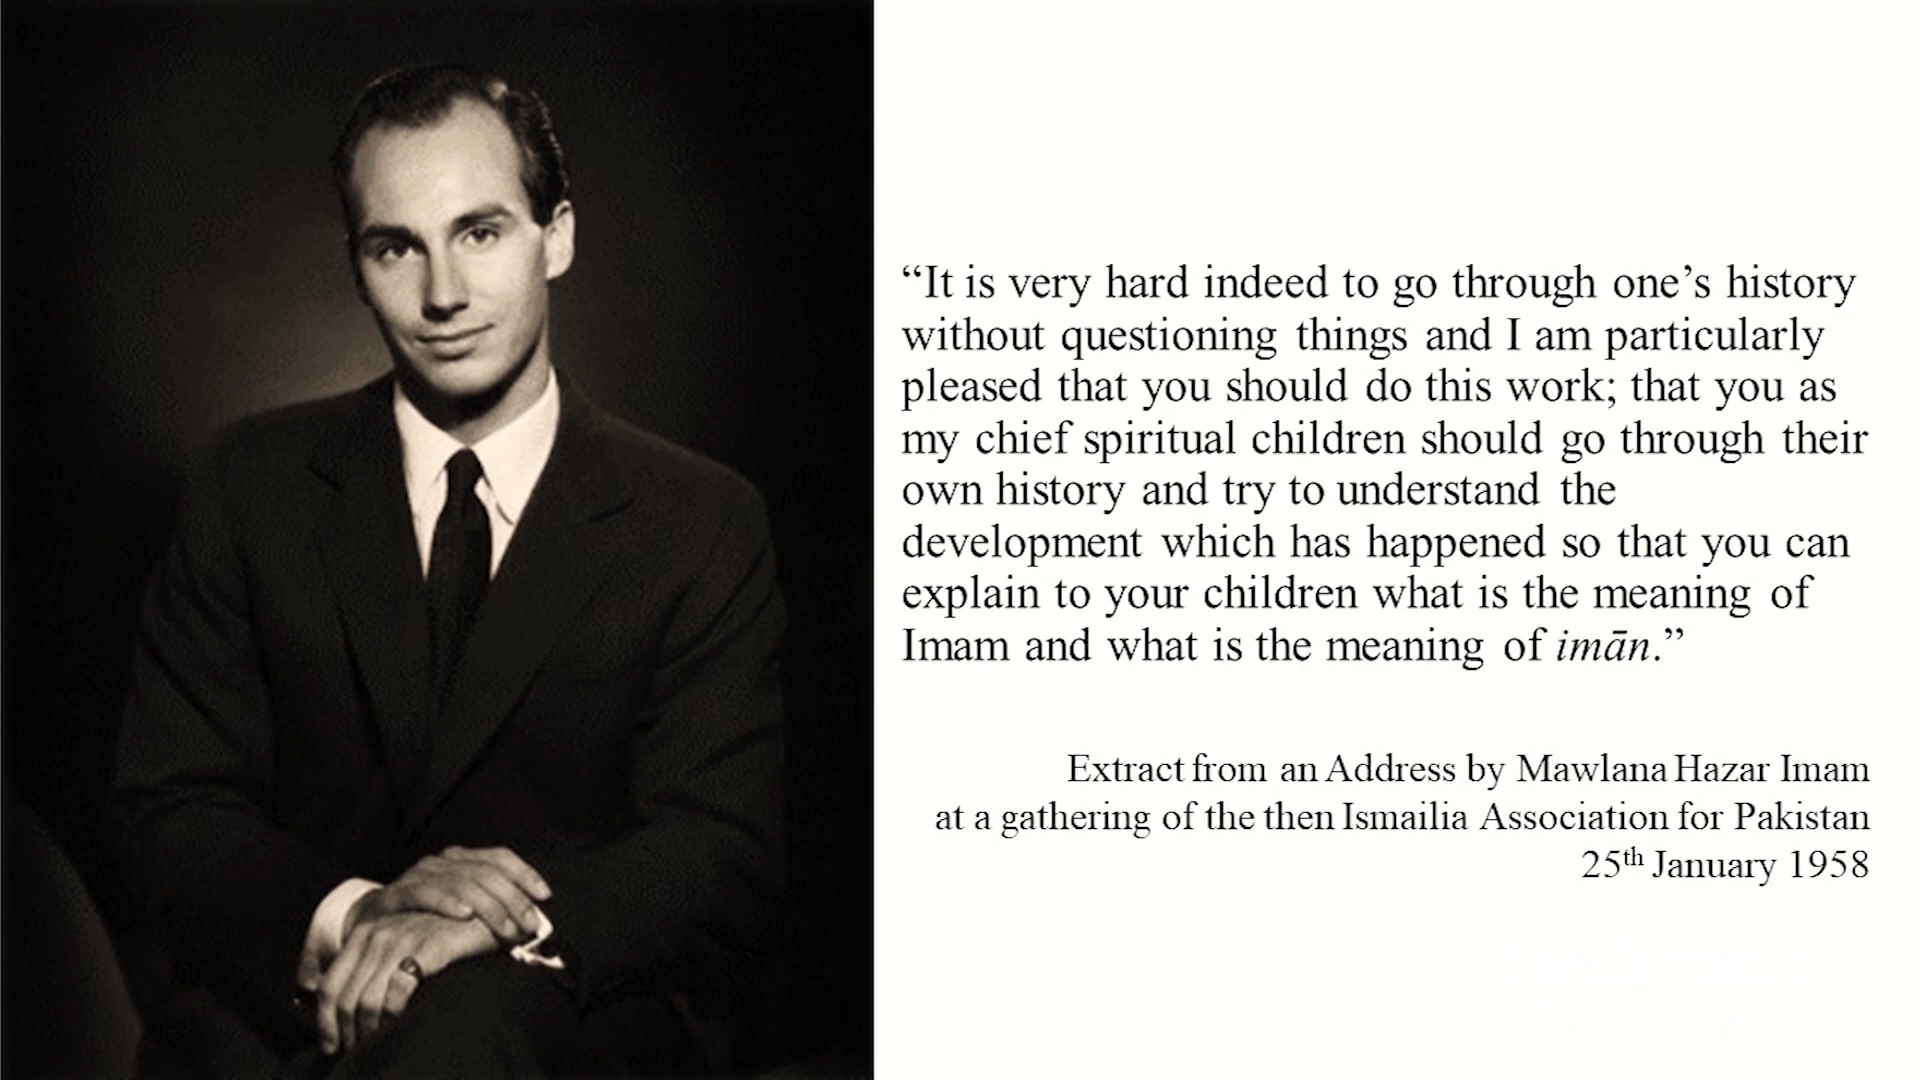 “It is very hard indeed to go through one’s history
without questioning things and I am particularly
pleased that you should do this work; that you as
my chief spiritual children should go through their
own history and try to understand the
development which has happened so that you can
explain to your children what is the meaning of
Imam and what is the meaning of imān.”
Extract from an Address by Mawlana Hazar Imam
at a gathering of the then Ismailia Association for Pakistan
25th January 1958